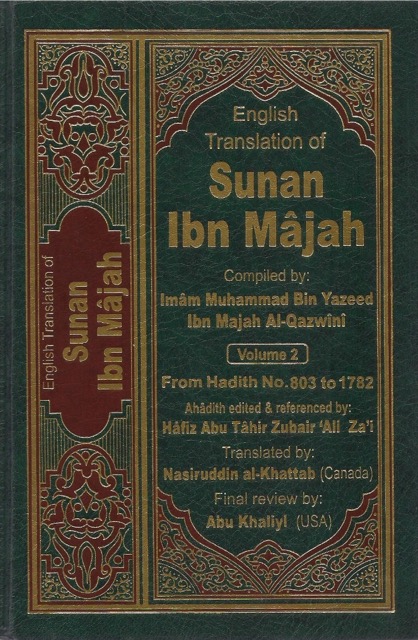 English Translation of
Sunan
Ibn Mâjah
English
Translation of
Sunan
Ibn Mâjah
Compiled by:
Imâm Muhammad Bin Yazeed
Ibn Majah Al-Qazwînî
Volume 2
From Hadith No. 803 to 1782
Ahâdith edited & referenced by:
Hâfiz Abu Tâhir Zubair 'Ali Za'i
Translated by:
Nasiruddin al-Khattab (Canada)
Final review by:
Abu Khaliyl (USA)